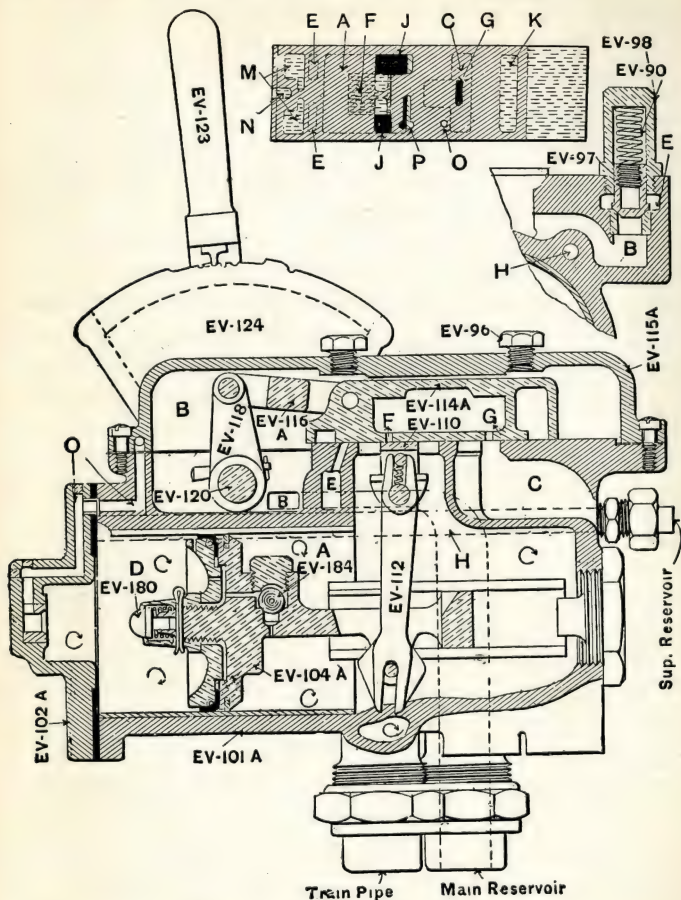 E A F J C G K
EV-98
EV-90
M
N
E J P O
EV-97
E
B
H
EV-123
EV-124
EV-96
EV-115A
B
EV-118
EV-116
A
EV-114A
EV-110
F
G
O
EV-120
B
E
C
D
EV-180
A
EV-184
H
EV-112
EV-104 A
EV-102 A
EV-101 A
Sup. Reservoir
Train Pipe Main Reservoir